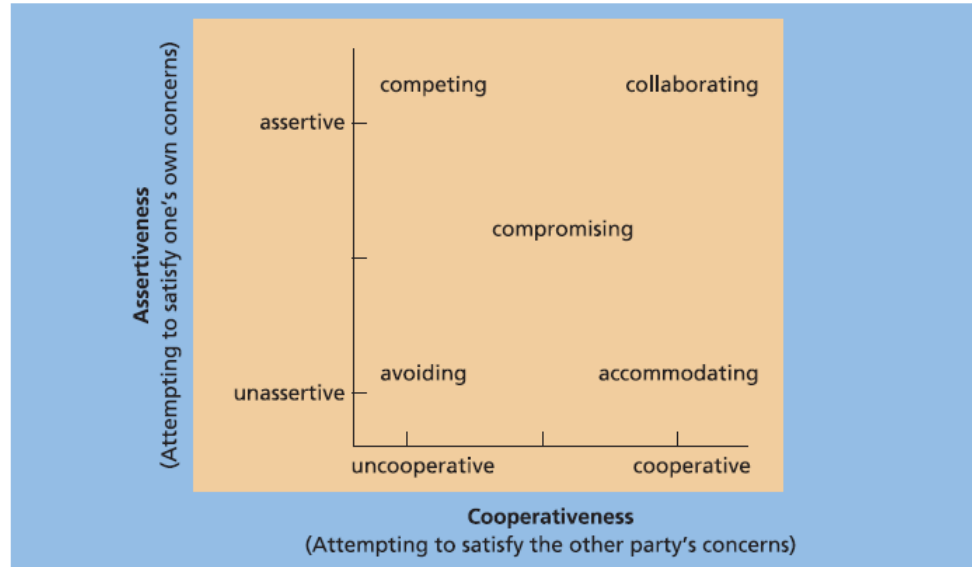 Assertiveness
(Attempting to satisfy one's own concerns)
competing
collaborating
assertive
compromising
avoiding
accommodating
unassertive
uncooperative
cooperative
Cooperativeness
(Attempting to satisfy the other party's concerns)